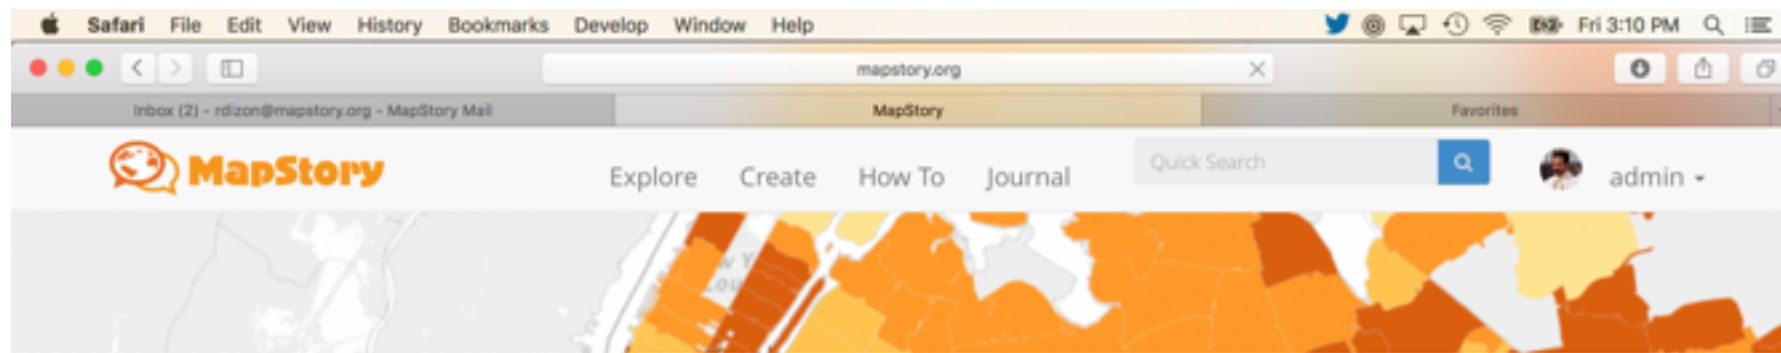 Safari File Edit View History Bookmarks Develop Window Help Fri 3:10 PM
mapstory.org
Inbox (2) - rdizon@mapstory.org - MapStory Mail MapStory Favorites
MapStory Explore Create How To Journal Quick Search admin